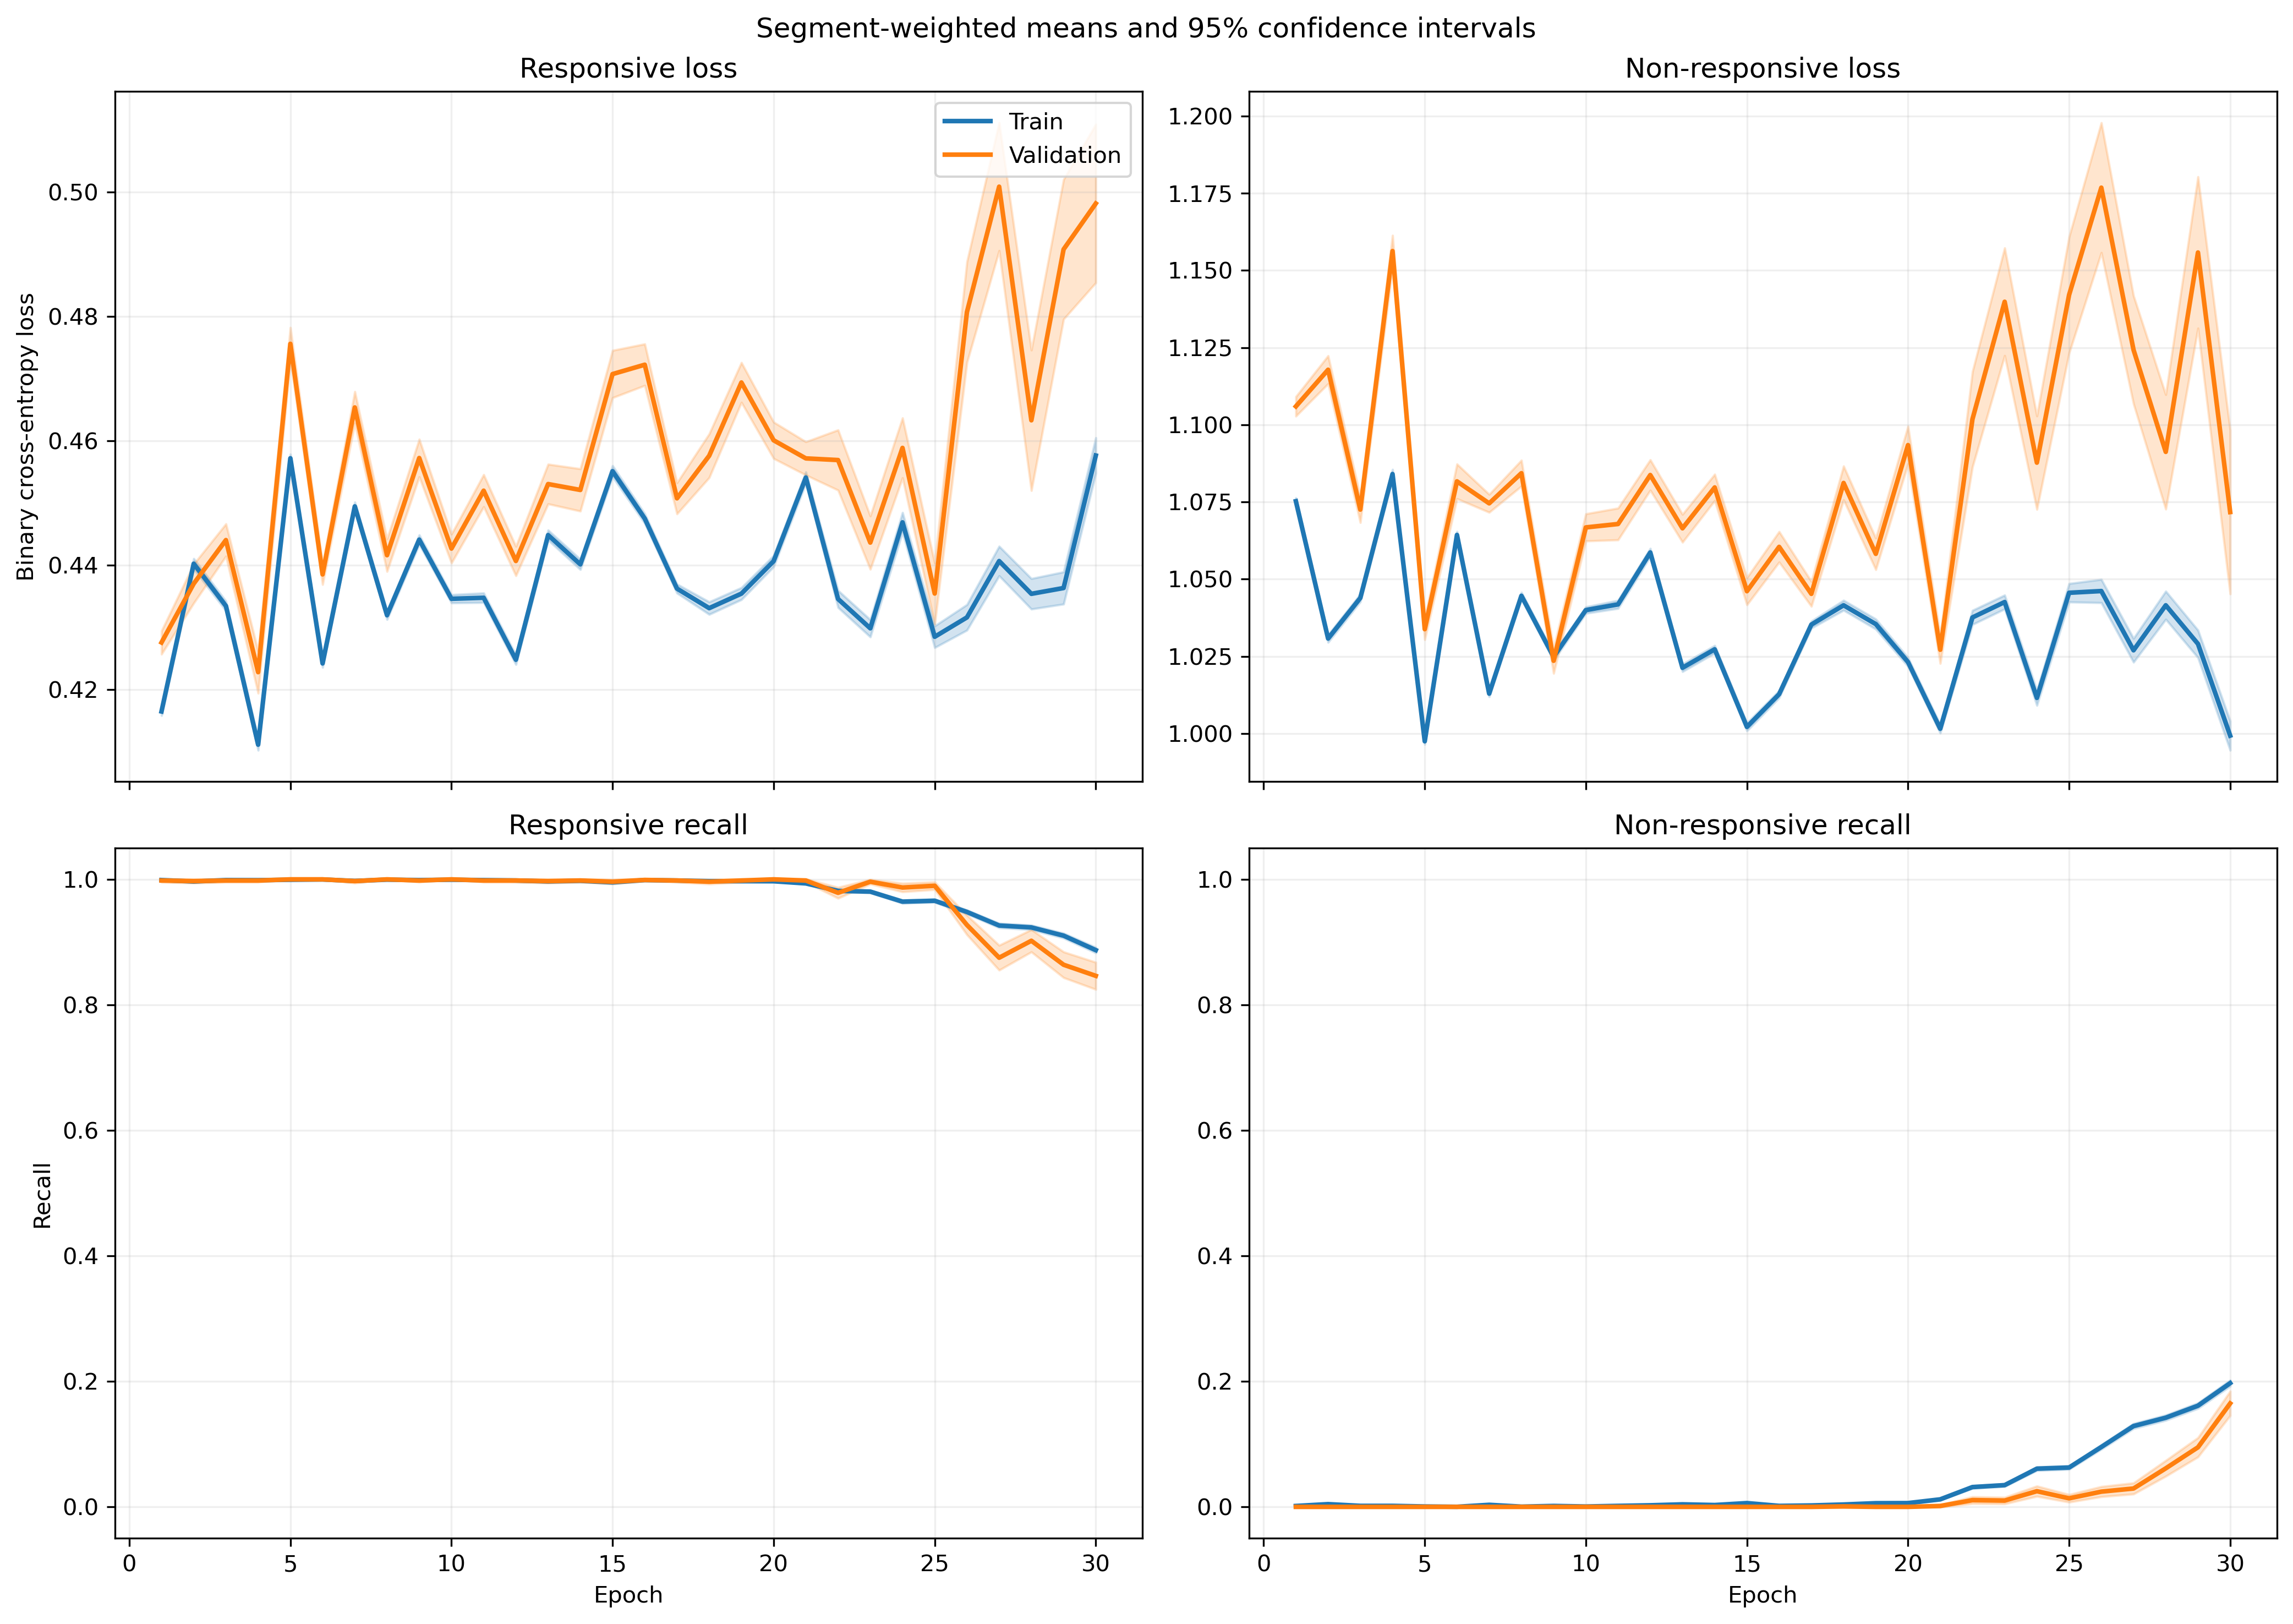 Segment-weighted means and 95% confidence intervals
Responsive loss
Non-responsive loss
Train
Validation
Binary cross-entropy loss
0.50
0.48
0.46
0.44
0.42
1.200
1.175
1.150
1.125
1.100
1.075
1.050
1.025
1.000
Responsive recall
Non-responsive recall
Recall
1.0
0.8
0.6
0.4
0.2
0.0
0 5 10 15 20 25 30
Epoch
1.0
0.8
0.6
0.4
0.2
0.0
0 5 10 15 20 25 30
Epoch